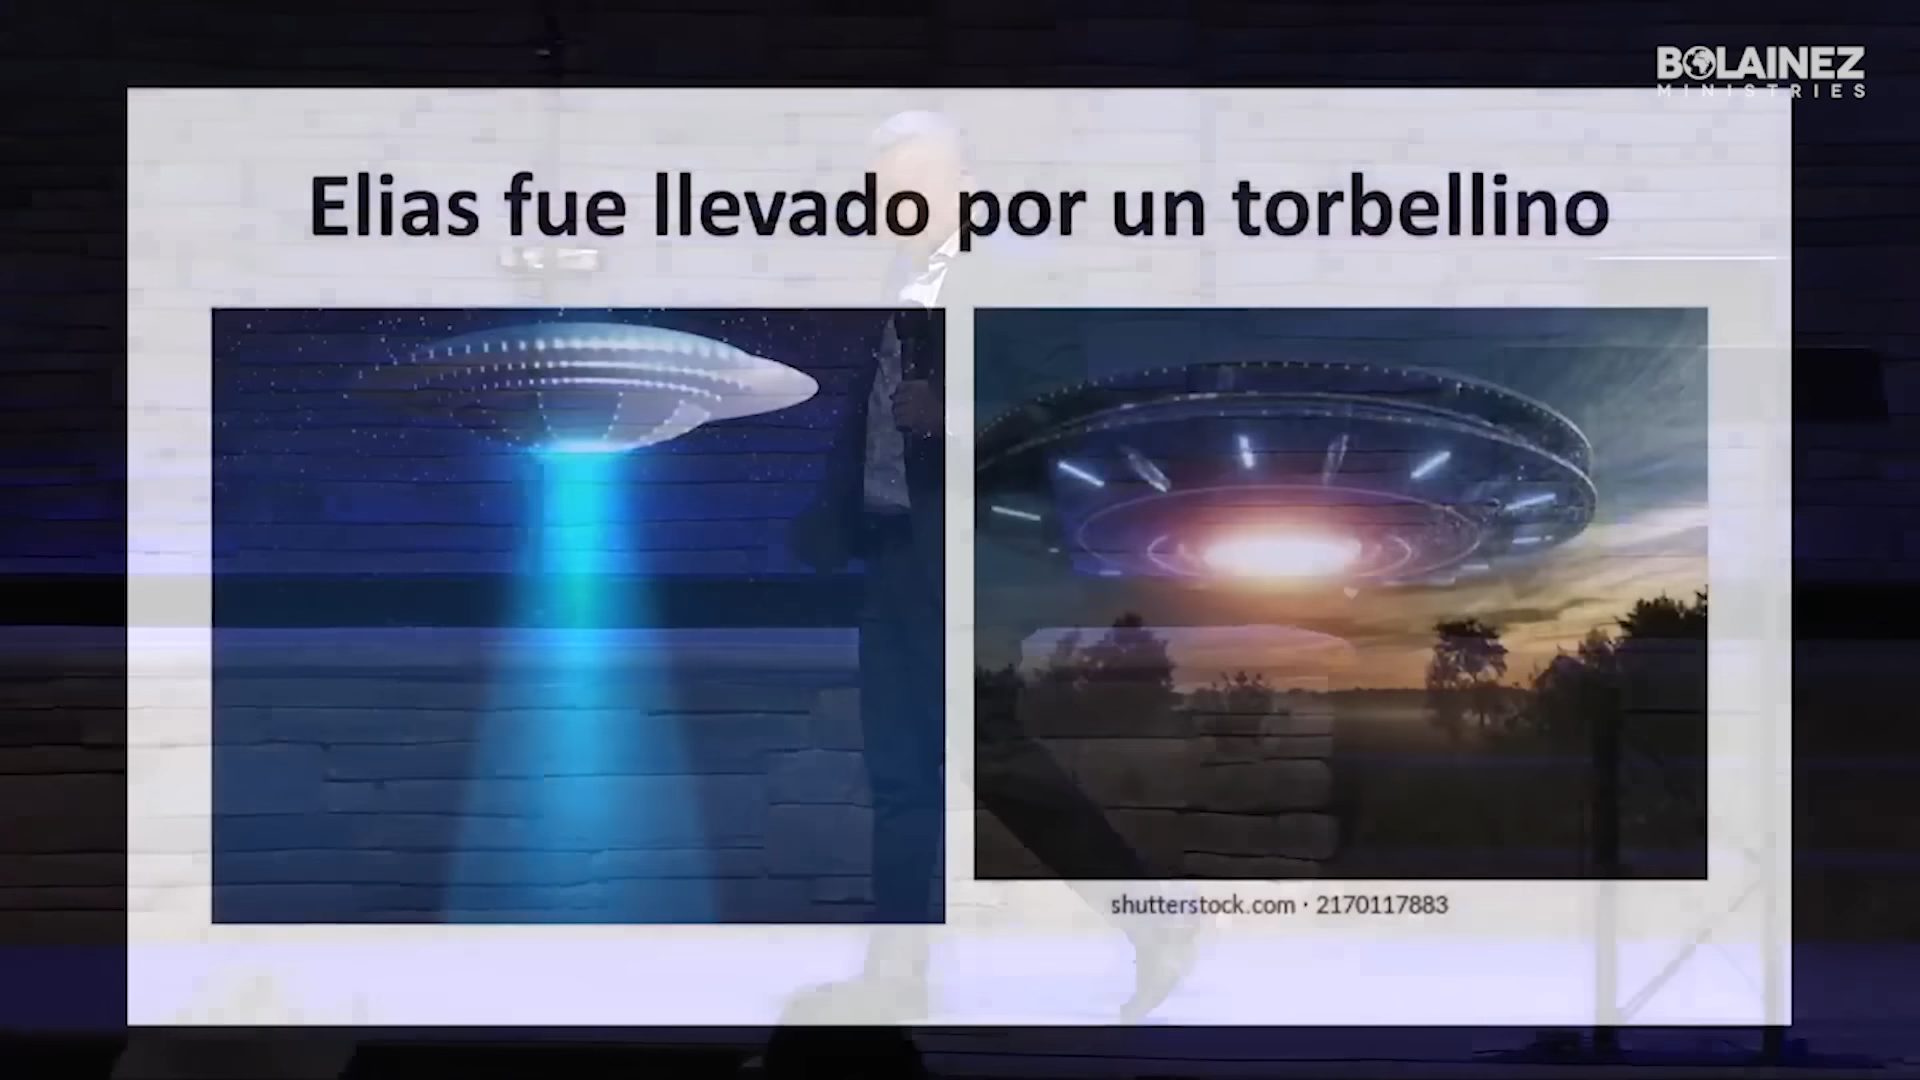 BOLAINEZ
MINISTRIES
Elias fue llevado por un torbellino
shutterstock.com · 2170117883